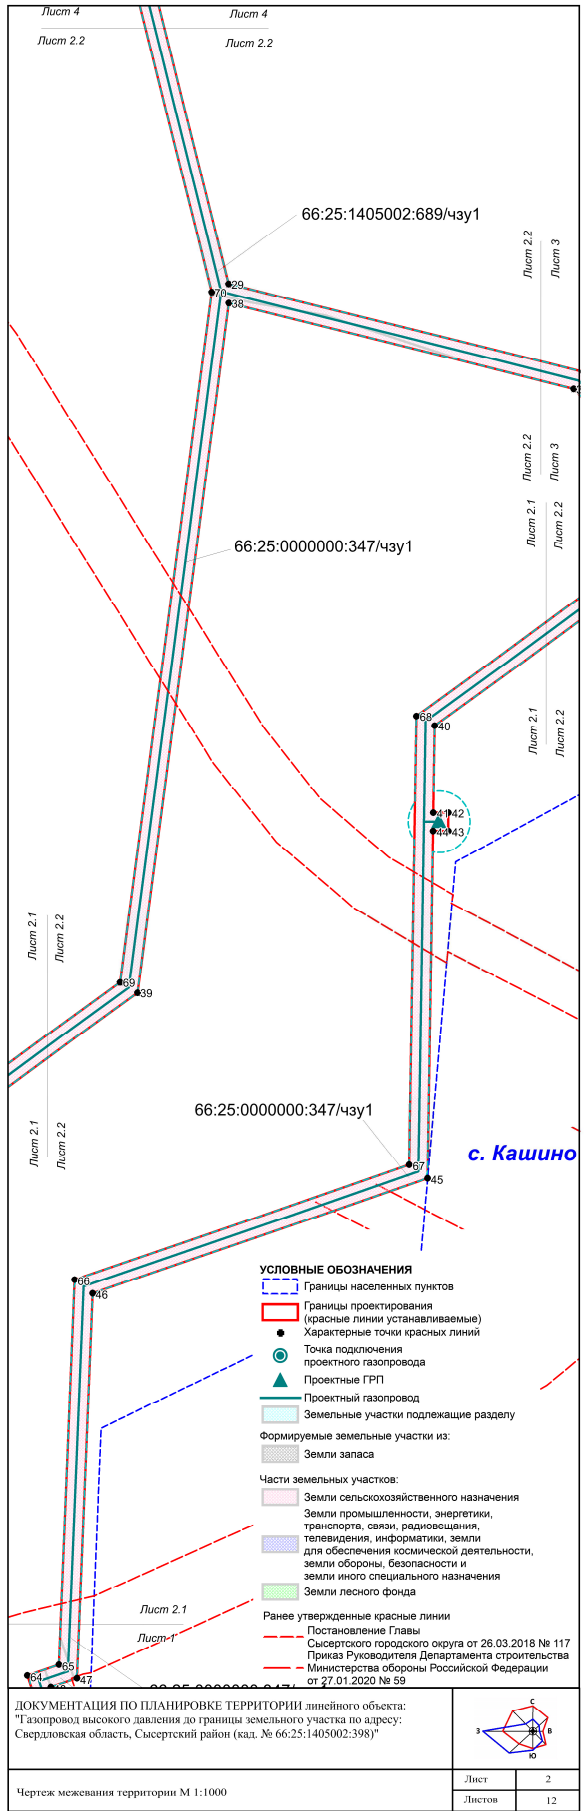 Лист 4
Лист 4
Лист 2.2
Лист 2.2
66:25:1405002:689/чзу1
Лист 2.2
Лист 3
29
70
38
Лист 2.2
Лист 3
Лист 2.1
Лист 2.2
66:25:0000000:347/чзу1
68
40
Лист 2.1
Лист 2.2
41
42
44
43
Лист 2.1
Лист 2.2
69
39
66:25:0000000:347/чзу1
Лист 2.1
Лист 2.2
с. Кашино
67
45
66
46
УСЛОВНЫЕ ОБОЗНАЧЕНИЯ
Границы населенных пунктов
Границы проектирования
(красные линии устанавливаемые)
Характерные точки красных линий
Точка подключения
проектного газопровода
Проектные ГРП
Проектный газопровод
Земельные участки подлежащие разделу
Формируемые земельные участки из:
Земли запаса
Части земельных участков:
Земли сельскохозяйственного назначения
Земли промышленности, энергетики,
транспорта, связи, радиовещания,
телевидения, информатики, земли
для обеспечения космической деятельности,
земли обороны, безопасности и
земли иного специального назначения
Земли лесного фонда
Ранее утвержденные красные линии
Постановление Главы
Сысертского городского округа от 26.03.2018 № 117
Приказ Руководителя Департамента строительства
Министерства обороны Российской Федерации
от 27.01.2020 № 59
Лист 2.1
Лист 1
65
64
47
ДОКУМЕНТАЦИЯ ПО ПЛАНИРОВКЕ ТЕРРИТОРИИ линейного объекта:
"Газопровод высокого давления до границы земельного участка по адресу:
Свердловская область, Сысертский район (кад. № 66:25:1405002:398)"
С
З
В
Ю
Чертеж межевания территории М 1:1000
Лист
2
Листов
12